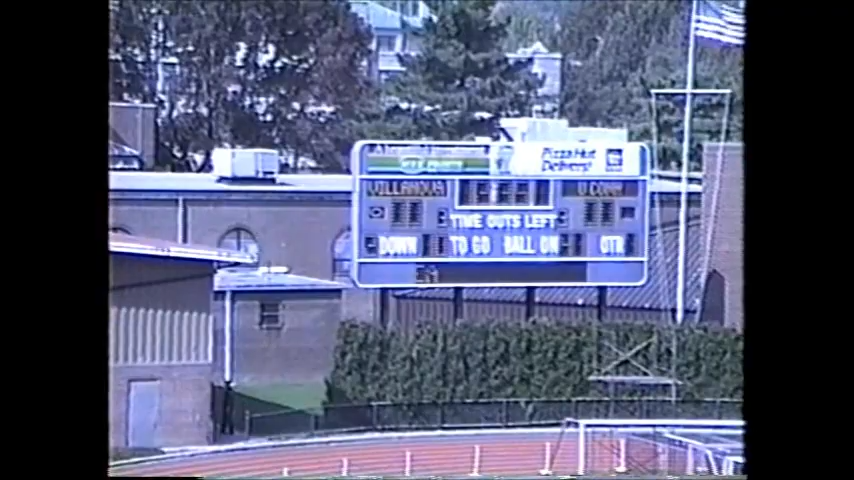 Pizza Hut
Delivers!
VILLANOVA
U CONN
TIME OUTS LEFT
DOWN TO GO BALL ON QTR